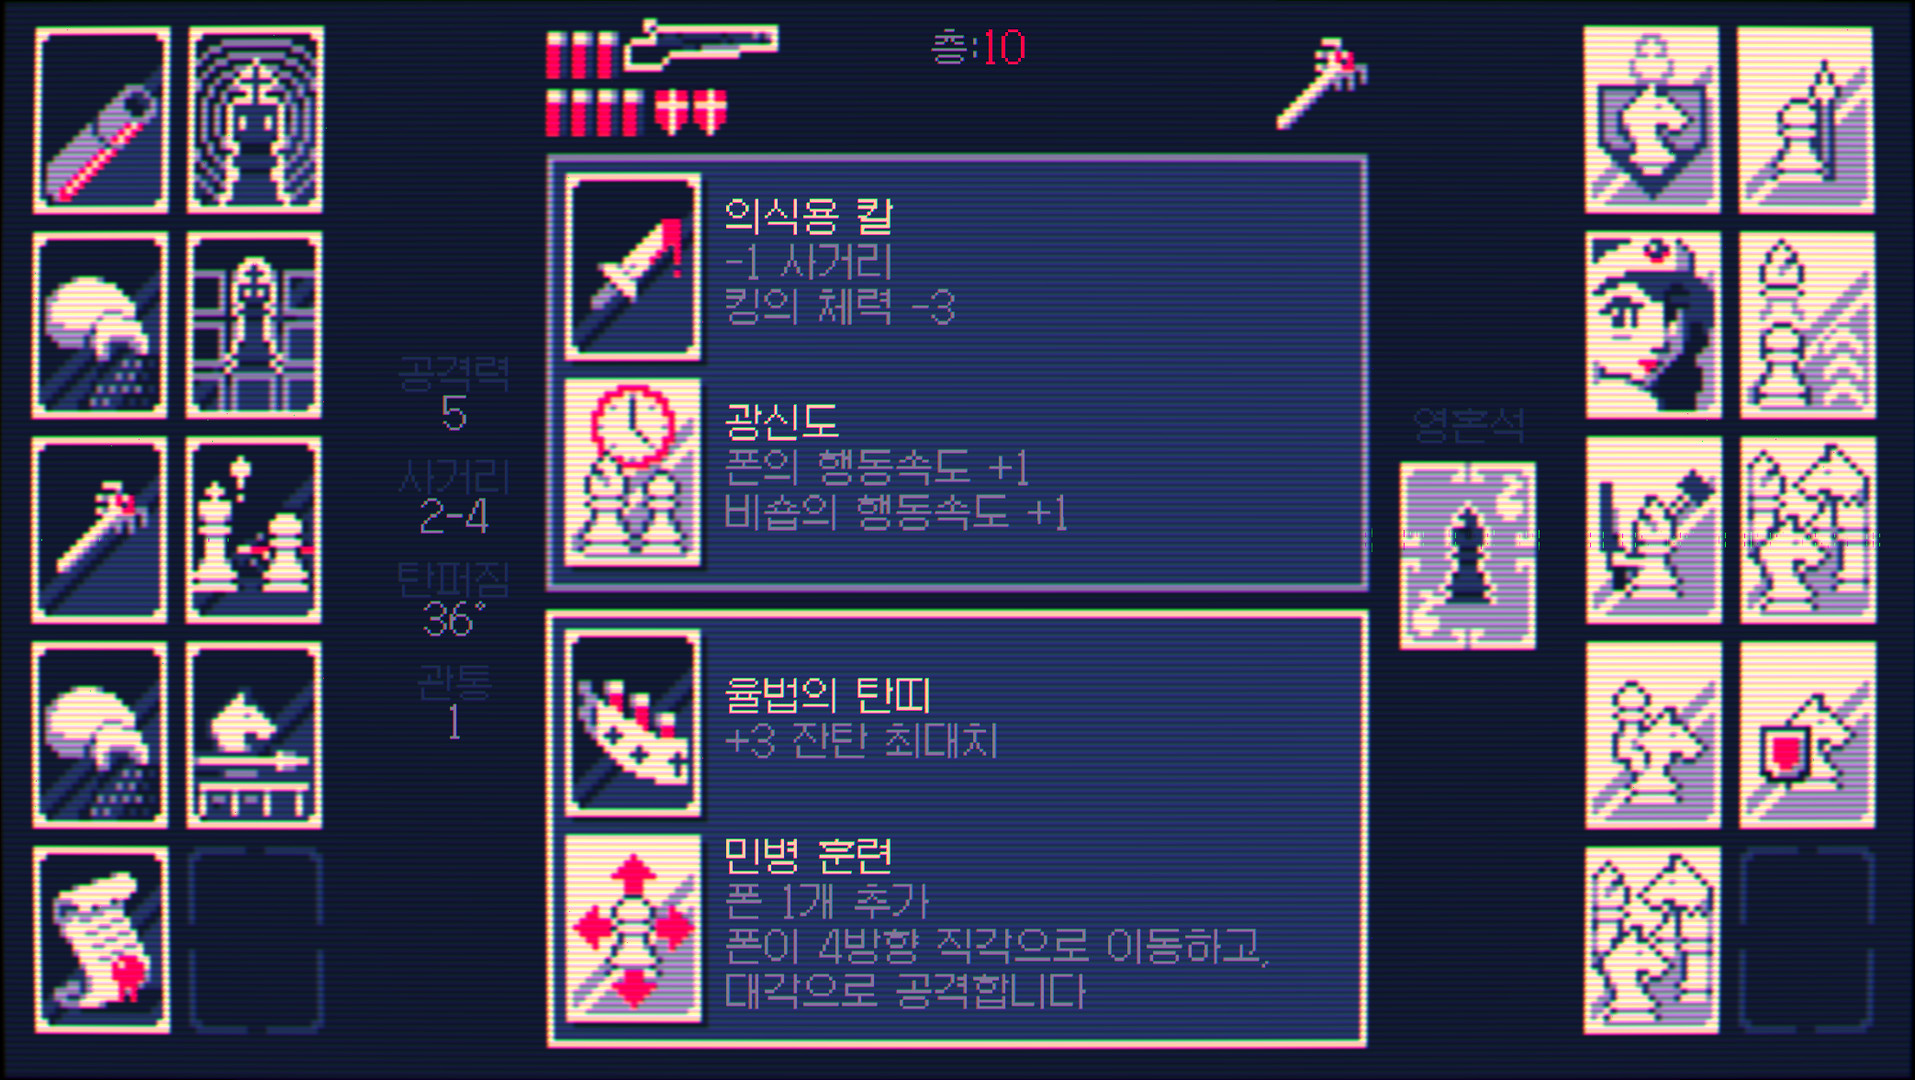 층:10
공격력
5
사거리
2-4
탄퍼짐
36°
관통
1
의식용 칼
-1 사거리
킹의 체력 -3
광신도
폰의 행동속도 +1
비숍의 행동속도 +1
율법의 탄띠
+3 잔탄 최대치
민병 훈련
폰 1개 추가
폰이 4방향 직각으로 이동하고,
대각으로 공격합니다
영혼석